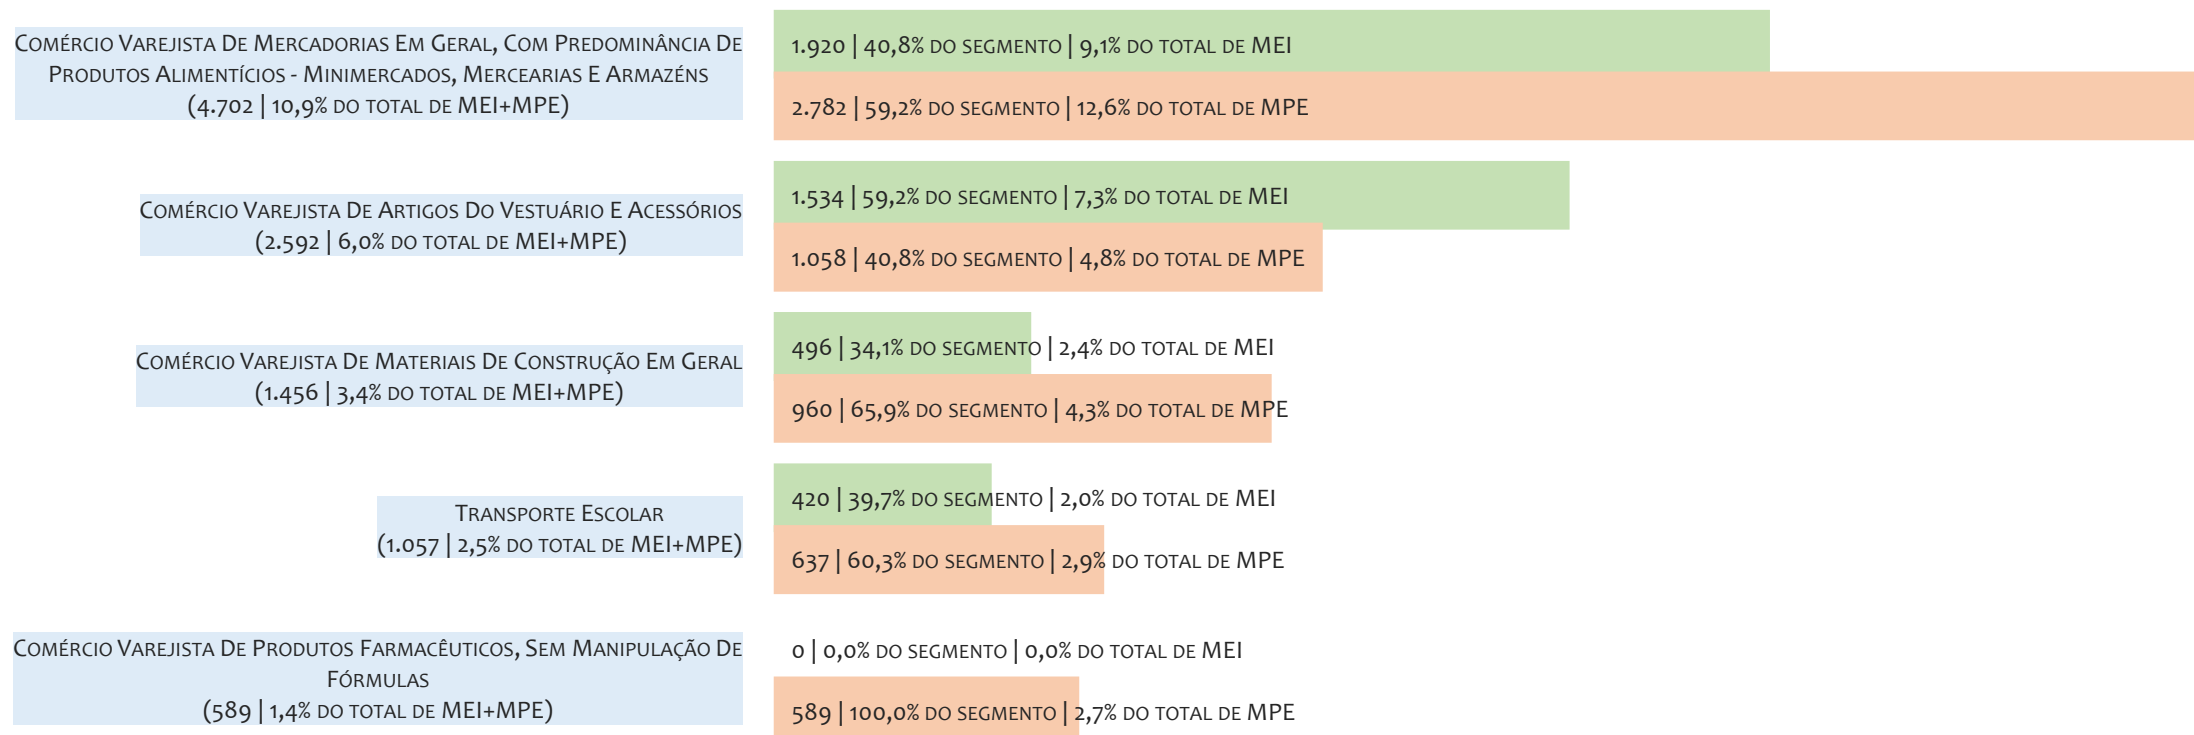 Comércio Varejista De Mercadorias Em Geral, Com Predominância De
Produtos Alimentícios - Minimercados, Mercearias E Armazéns
(4.702 | 10,9% do total de MEI+MPE)
1.920 | 40,8% do segmento | 9,1% do total de MEI
2.782 | 59,2% do segmento | 12,6% do total de MPE
Comércio Varejista De Artigos Do Vestuário E Acessórios
(2.592 | 6,0% do total de MEI+MPE)
1.534 | 59,2% do segmento | 7,3% do total de MEI
1.058 | 40,8% do segmento | 4,8% do total de MPE
Comércio Varejista De Materiais De Construção Em Geral
(1.456 | 3,4% do total de MEI+MPE)
496 | 34,1% do segmento | 2,4% do total de MEI
960 | 65,9% do segmento | 4,3% do total de MPE
Transporte Escolar
(1.057 | 2,5% do total de MEI+MPE)
420 | 39,7% do segmento | 2,0% do total de MEI
637 | 60,3% do segmento | 2,9% do total de MPE
Comércio Varejista De Produtos Farmacêuticos, Sem Manipulação De
Fórmulas
(589 | 1,4% do total de MEI+MPE)
0 | 0,0% do segmento | 0,0% do total de MEI
589 | 100,0% do segmento | 2,7% do total de MPE